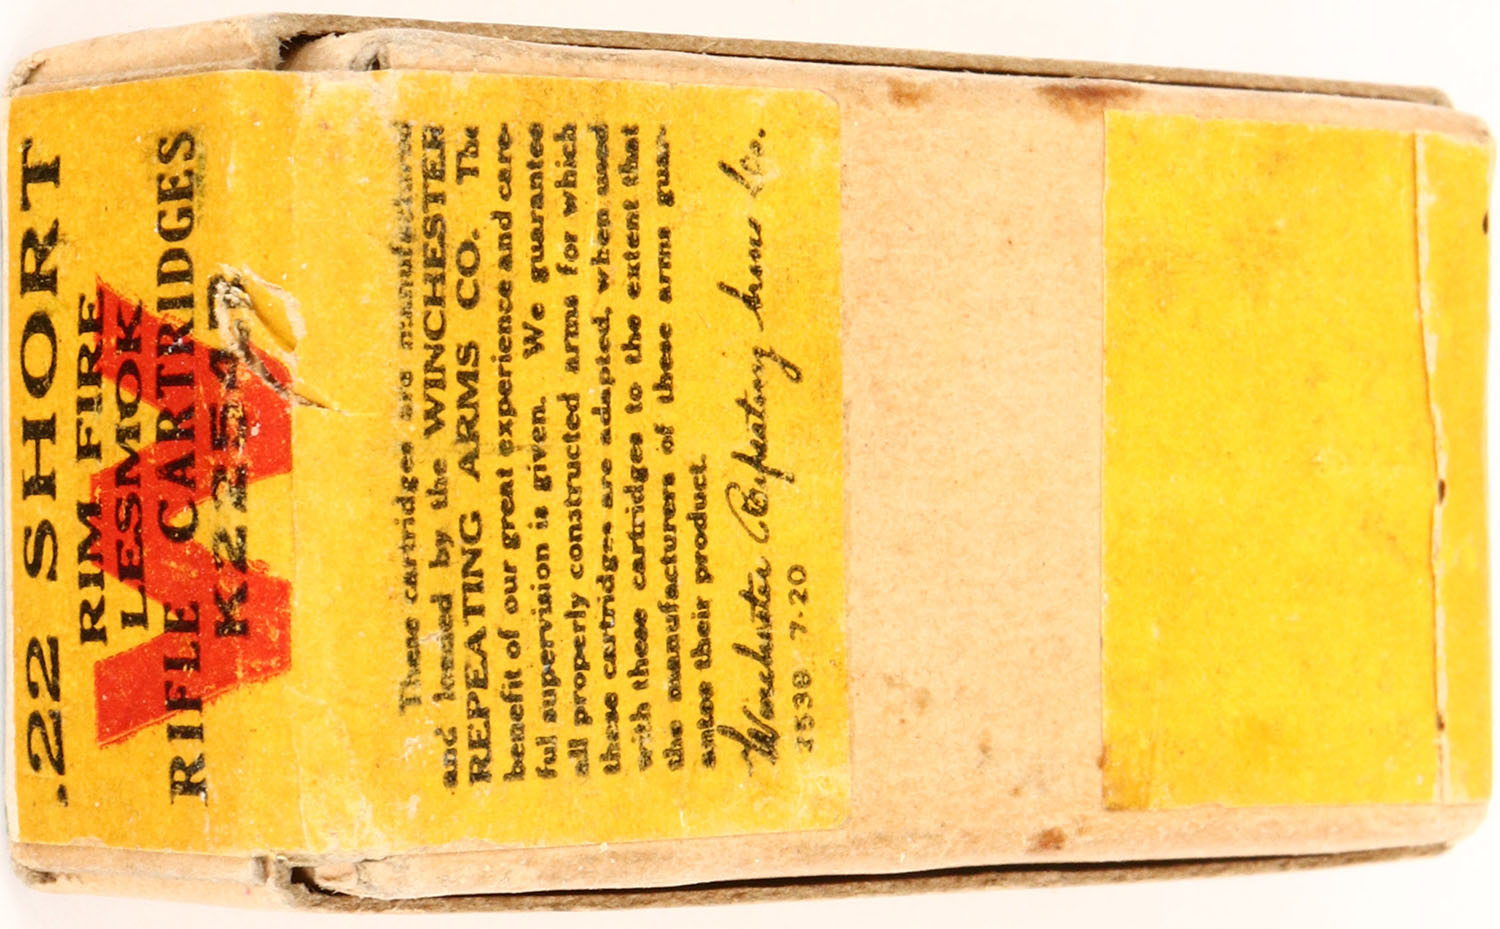 .22 SHORT
RIM FIRE
LESMOK
RIFLE CARTRIDGES
W
K2254
These cartridges are manufactured
and loaded by the WINCHESTER
REPEATING ARMS CO. The
benefit of our great experience and care-
ful supervision is given. We guarantee
all properly constructed arms for which
these cartridges are adapted, when used
with these cartridges to the extent that
the manufacturers of these arms guar-
antee their product.
Winchester Repeating Arms Co.
1538 7-20